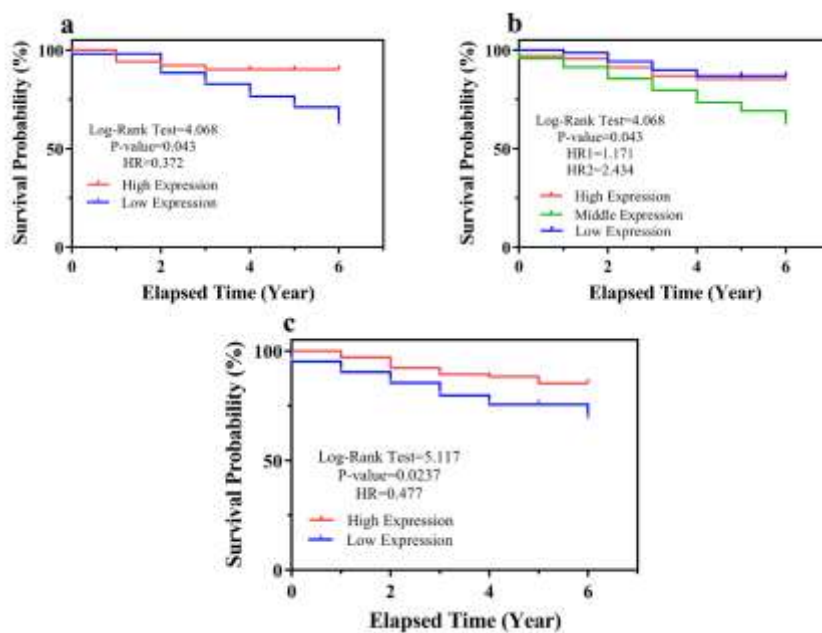 a
Survival Probability (%)
100
50
0
Log-Rank Test=4.068
P-value=0.043
HR=0.372
High Expression
Low Expression
0 2 4 6
Elapsed Time (Year)
b
Survival Probability (%)
100
50
0
Log-Rank Test=4.068
P-value=0.043
HR1=1.171
HR2=2.434
High Expression
Middle Expression
Low Expression
0 2 4 6
Elapsed Time (Year)
c
Survival Probability (%)
100
50
0
Log-Rank Test=5.117
P-value=0.0237
HR=0.477
High Expression
Low Expression
0 2 4 6
Elapsed Time (Year)